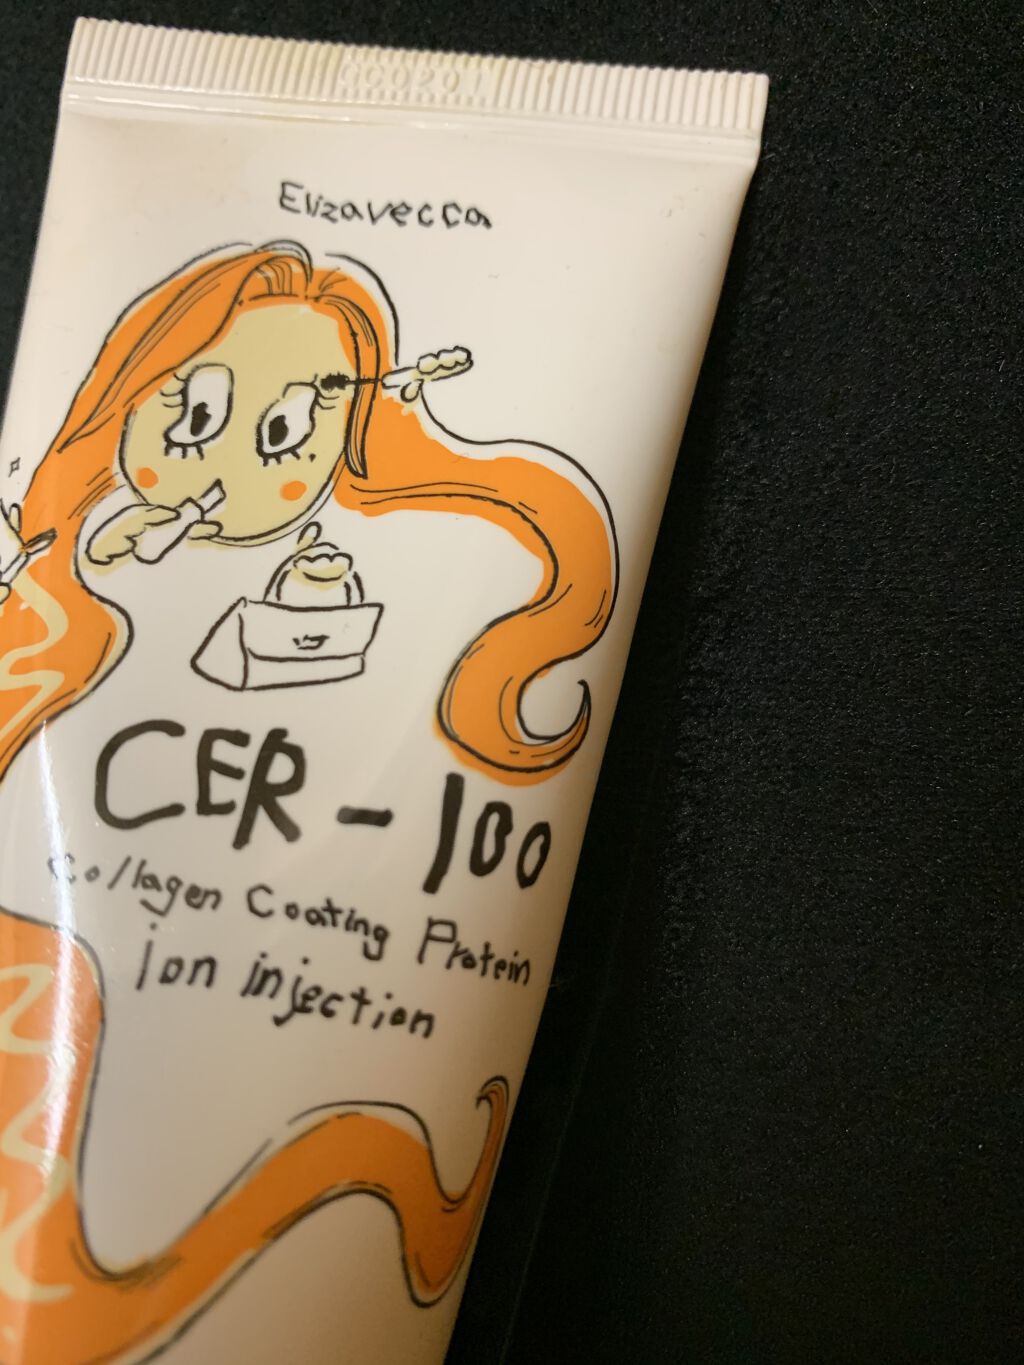 Elizavecca
CER-100
Collagen Coating Protein
ion injection